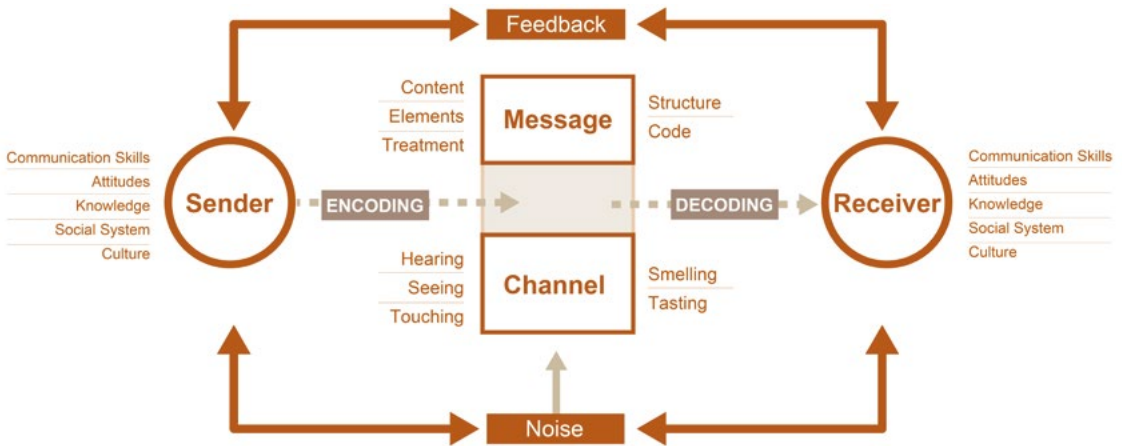 Feedback
Content
Elements
Treatment
Message
Structure
Code
Communication Skills
Attitudes
Knowledge
Social System
Culture
Sender
ENCODING
DECODING
Receiver
Communication Skills
Attitudes
Knowledge
Social System
Culture
Hearing
Seeing
Touching
Channel
Smelling
Tasting
Noise